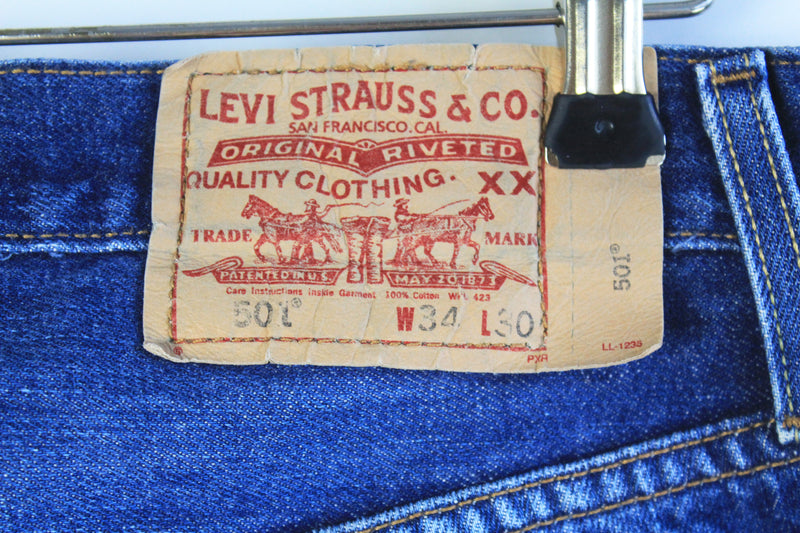 LEVI STRAUSS & CO.
SAN FRANCISCO. CAL.
ORIGINAL RIVETED
QUALITY CLOTHING. XX
TRADE MARK
PATENTED IN U.S. MAY 20 1873
Care Instructions Inside Garment 100% Cotton WPL 423
501® W34 L30
PXR
501®
LL-1235